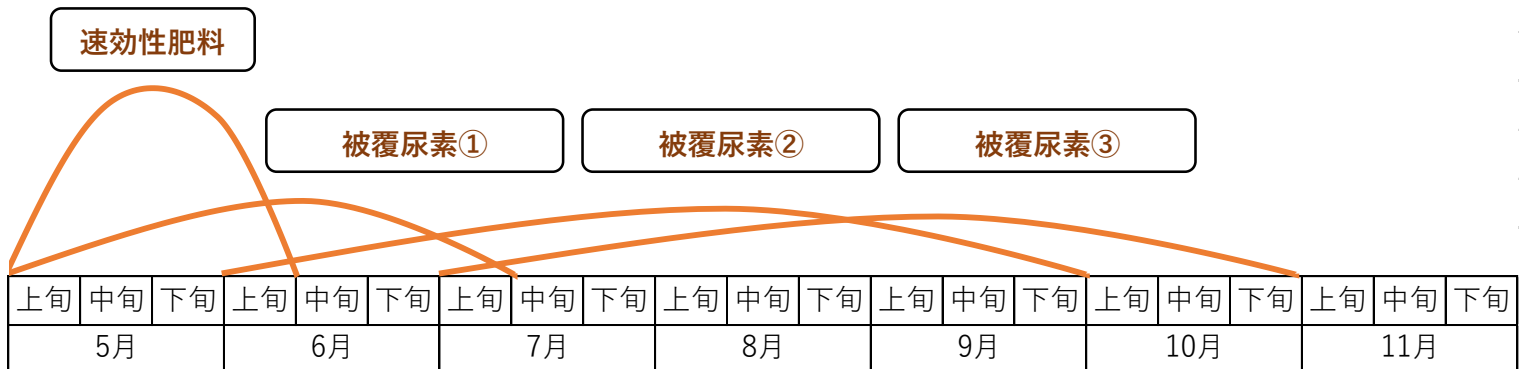 速効性肥料
被覆尿素① 被覆尿素② 被覆尿素③
上旬 中旬 下旬 上旬 中旬 下旬 上旬 中旬 下旬 上旬 中旬 下旬 上旬 中旬 下旬 上旬 中旬 下旬 上旬 中旬 下旬
5月 6月 7月 8月 9月 10月 11月